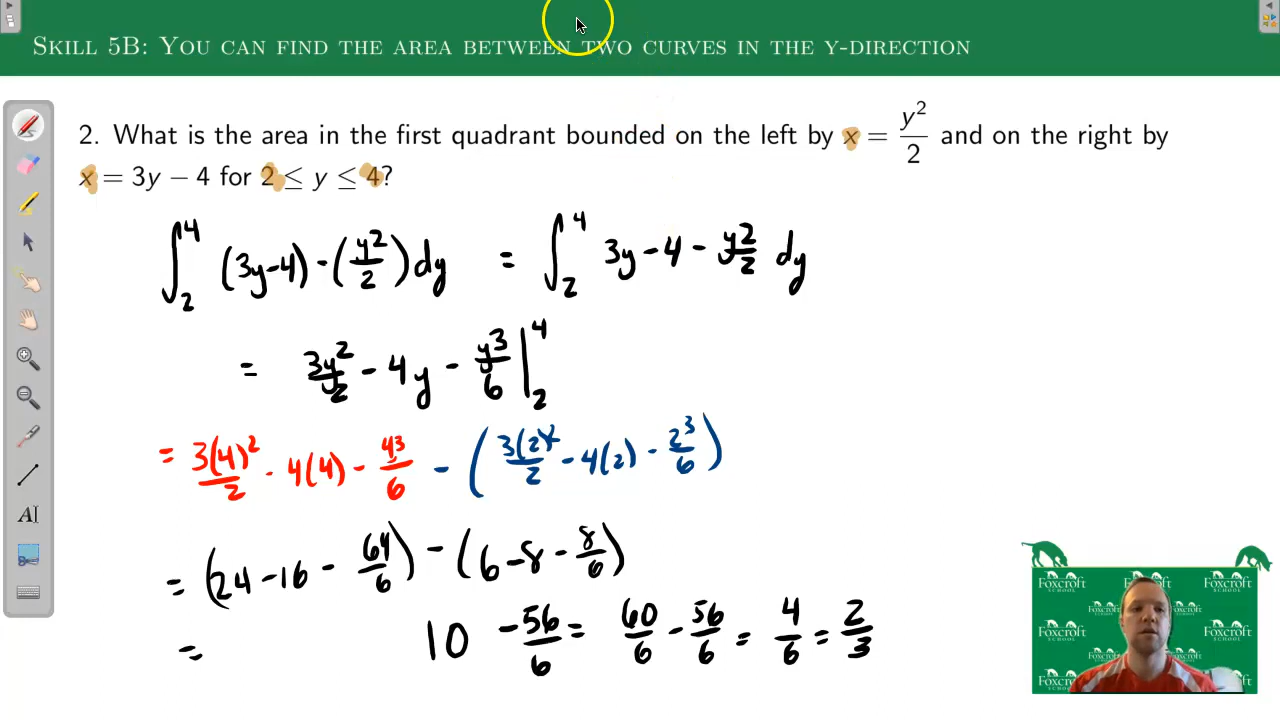 SKILL 5B: YOU CAN FIND THE AREA BETWEEN TWO CURVES IN THE Y-DIRECTION
2. What is the area in the first quadrant bounded on the left by x = y²/2 and on the right by
x = 3y − 4 for 2 ≤ y ≤ 4?
∫₂⁴ (3y-4) - (y²/2) dy = ∫₂⁴ 3y - 4 - y²/2 dy
= 3y²/2 - 4y - y³/6 |₂⁴
= 3(4)²/2 - 4(4) - 4³/6 - (3(2)²/2 - 4(2) - 2³/6)
= (24 - 16 - 64/6) - (6 - 8 - 8/6)
= 10 - 56/6 = 60/6 - 56/6 = 4/6 = 2/3
A
Foxcroft
SCHOOL
Foxcroft
SCHOOL
Foxcroft
Foxcroft